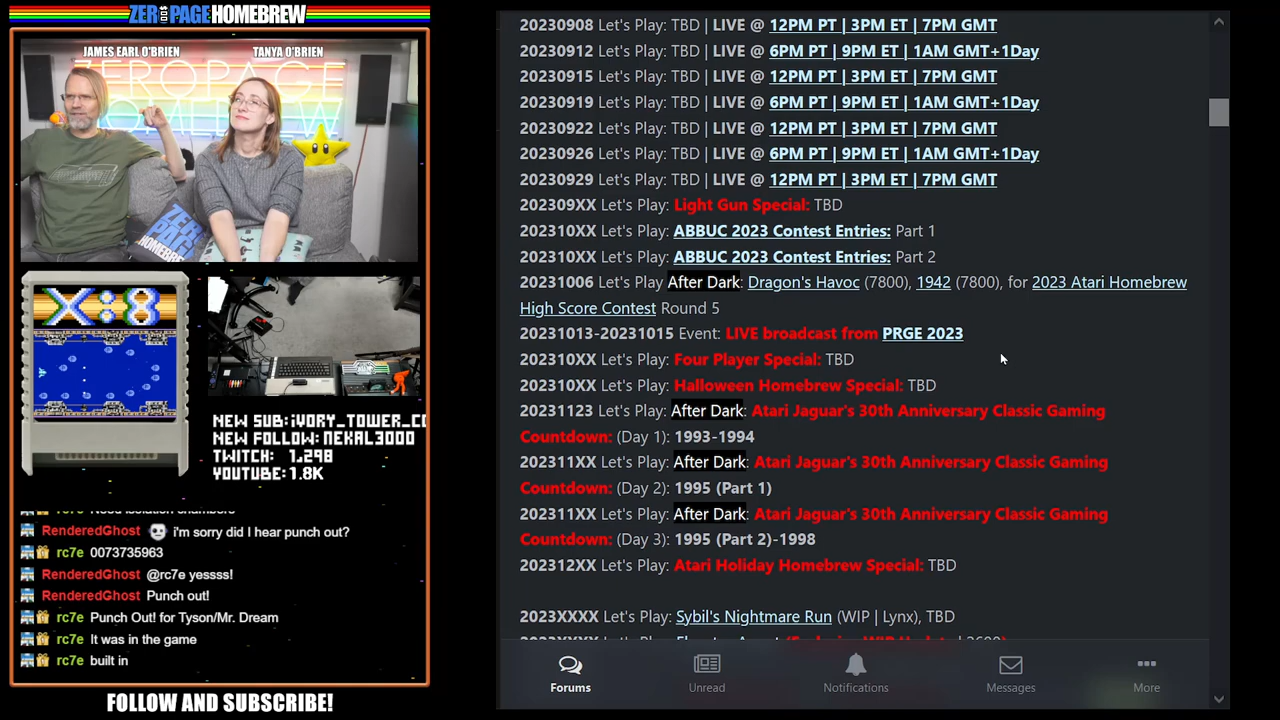 ZEROPAGEHOMEBREW
JAMES EARL O'BRIEN
TANYA O'BRIEN
ZEROPAGE
HOMEBREW
ZERO
PAGE
HOMEBREW
X:8
NEW SUB:IVORY_TOWER_CO
NEW FOLLOW:NEKAL3000
TWITCH: 1,298
YOUTUBE:1.8K
RenderedGhost i'm sorry did I hear punch out?
rc7e 0073735963
RenderedGhost @rc7e yessss!
RenderedGhost Punch out!
rc7e Punch Out! for Tyson/Mr. Dream
rc7e It was in the game
rc7e built in
FOLLOW AND SUBSCRIBE!
20230908 Let's Play: TBD | LIVE @ 12PM PT | 3PM ET | 7PM GMT
20230912 Let's Play: TBD | LIVE @ 6PM PT | 9PM ET | 1AM GMT+1Day
20230915 Let's Play: TBD | LIVE @ 12PM PT | 3PM ET | 7PM GMT
20230919 Let's Play: TBD | LIVE @ 6PM PT | 9PM ET | 1AM GMT+1Day
20230922 Let's Play: TBD | LIVE @ 12PM PT | 3PM ET | 7PM GMT
20230926 Let's Play: TBD | LIVE @ 6PM PT | 9PM ET | 1AM GMT+1Day
20230929 Let's Play: TBD | LIVE @ 12PM PT | 3PM ET | 7PM GMT
202309XX Let's Play: Light Gun Special: TBD
202310XX Let's Play: ABBUC 2023 Contest Entries: Part 1
202310XX Let's Play: ABBUC 2023 Contest Entries: Part 2
20231006 Let's Play After Dark: Dragon's Havoc (7800), 1942 (7800), for 2023 Atari Homebrew
High Score Contest Round 5
20231013-20231015 Event: LIVE broadcast from PRGE 2023
202310XX Let's Play: Four Player Special: TBD
202310XX Let's Play: Halloween Homebrew Special: TBD
20231123 Let's Play: After Dark: Atari Jaguar's 30th Anniversary Classic Gaming
Countdown: (Day 1): 1993-1994
202311XX Let's Play: After Dark: Atari Jaguar's 30th Anniversary Classic Gaming
Countdown: (Day 2): 1995 (Part 1)
202311XX Let's Play: After Dark: Atari Jaguar's 30th Anniversary Classic Gaming
Countdown: (Day 3): 1995 (Part 2)-1998
202312XX Let's Play: Atari Holiday Homebrew Special: TBD
2023XXXX Let's Play: Sybil's Nightmare Run (WIP | Lynx), TBD
Forums
Unread
Notifications
Messages
More